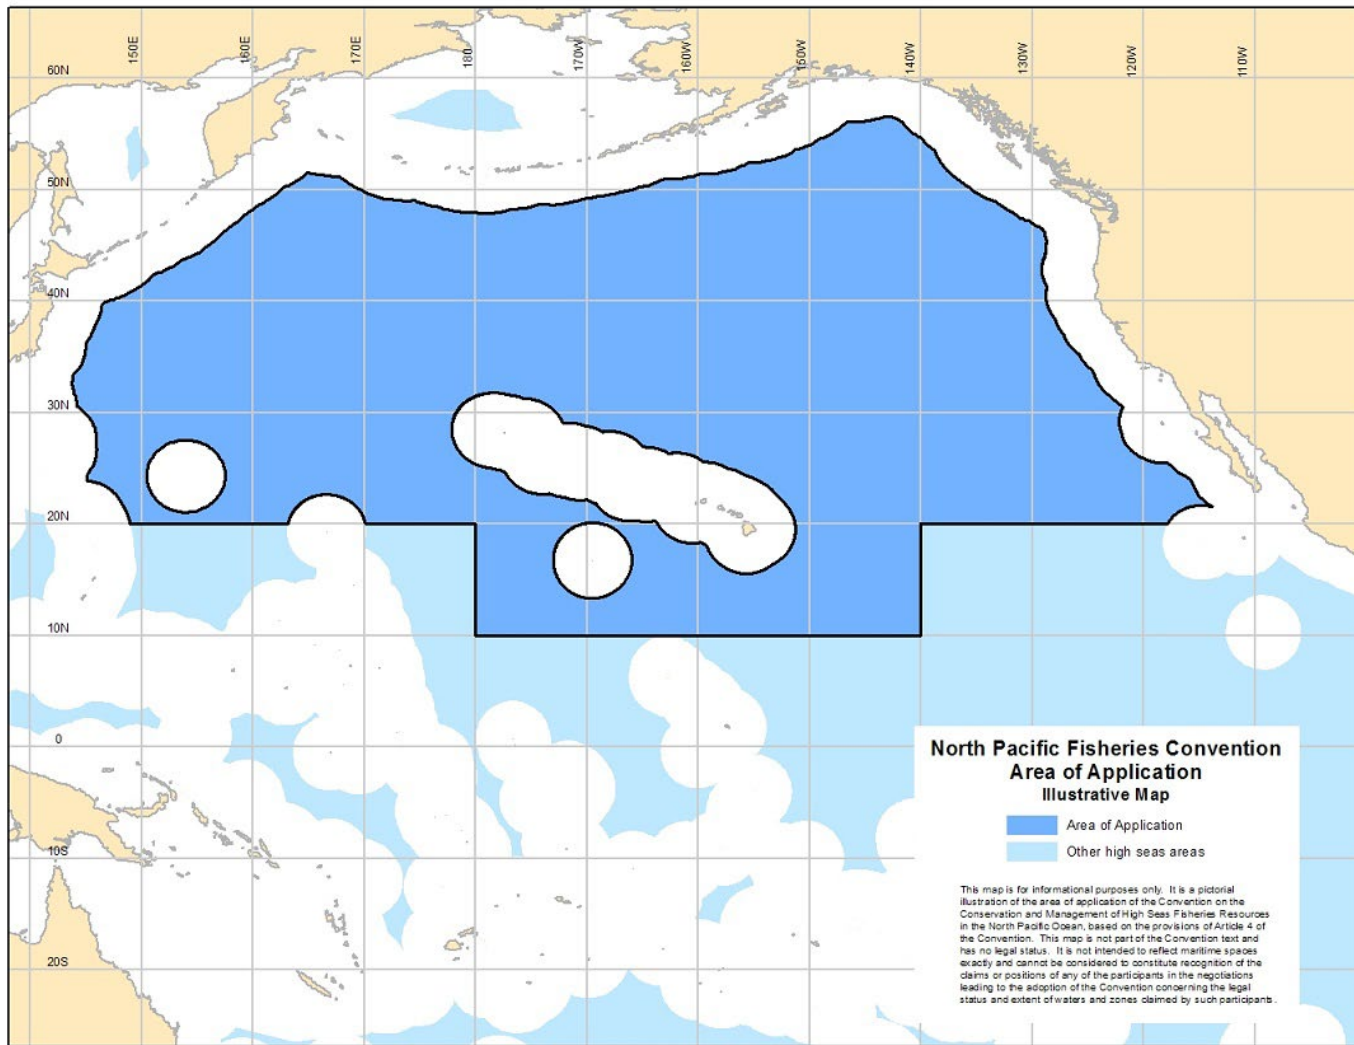 150E
160E
170E
180
170W
160W
150W
140W
130W
120W
110W
60N
50N
40N
30N
20N
10N
0
10S
20S
North Pacific Fisheries Convention
Area of Application
Illustrative Map
Area of Application
Other high seas areas
This map is for informational purposes only. It is a pictorial
illustration of the area of application of the Convention on the
Conservation and Management of High Seas Fisheries Resources
in the North Pacific Ocean, based on the provisions of Article 4 of
the Convention. This map is not part of the Convention text and
has no legal status. It is not intended to reflect maritime spaces
exactly and cannot be considered to constitute recognition of the
claims or positions of any of the participants in the negotiations
leading to the adoption of the Convention concerning the legal
status and extent of waters and zones claimed by such participants.